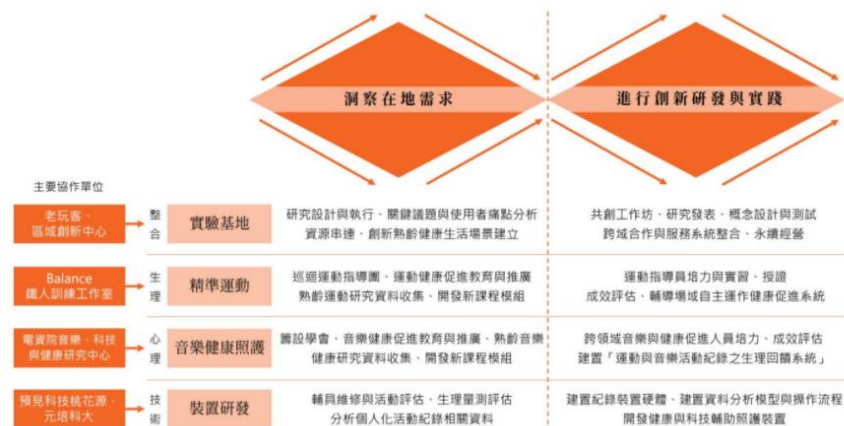 洞察在地需求
進行創新研發與實踐
主要協作單位
老玩客、
區域創新中心
整合
實驗基地
研究設計與執行、關鍵議題與使用者痛點分析
資源串連、創新熟齡健康生活場景建立
共創工作坊、研究發表、概念設計與測試
跨域合作與服務系統整合、永續經營
Balance
鐵人訓練工作室
生理
精準運動
巡迴運動指導團、運動健康促進教育與推廣
熟齡運動研究資料收集、開發新課程模組
運動指導員培力與實習、授證
成效評估、輔導場域自主運作健康促進系統
電資院音樂、科技
與健康研究中心
心理
音樂健康照護
籌設學會、音樂健康促進教育與推廣、熟齡音樂
健康研究資料收集、開發新課程模組
跨領域音樂與健康促進人員培力、成效評估
建置「運動與音樂活動紀錄之生理回饋系統」
預見科技桃花源、
元培科大
技術
裝置研發
輔具維修與活動評估、生理量測評估
分析個人化活動紀錄相關資料
建置紀錄裝置硬體、建置資料分析模型與操作流程
開發健康與科技輔助照護裝置